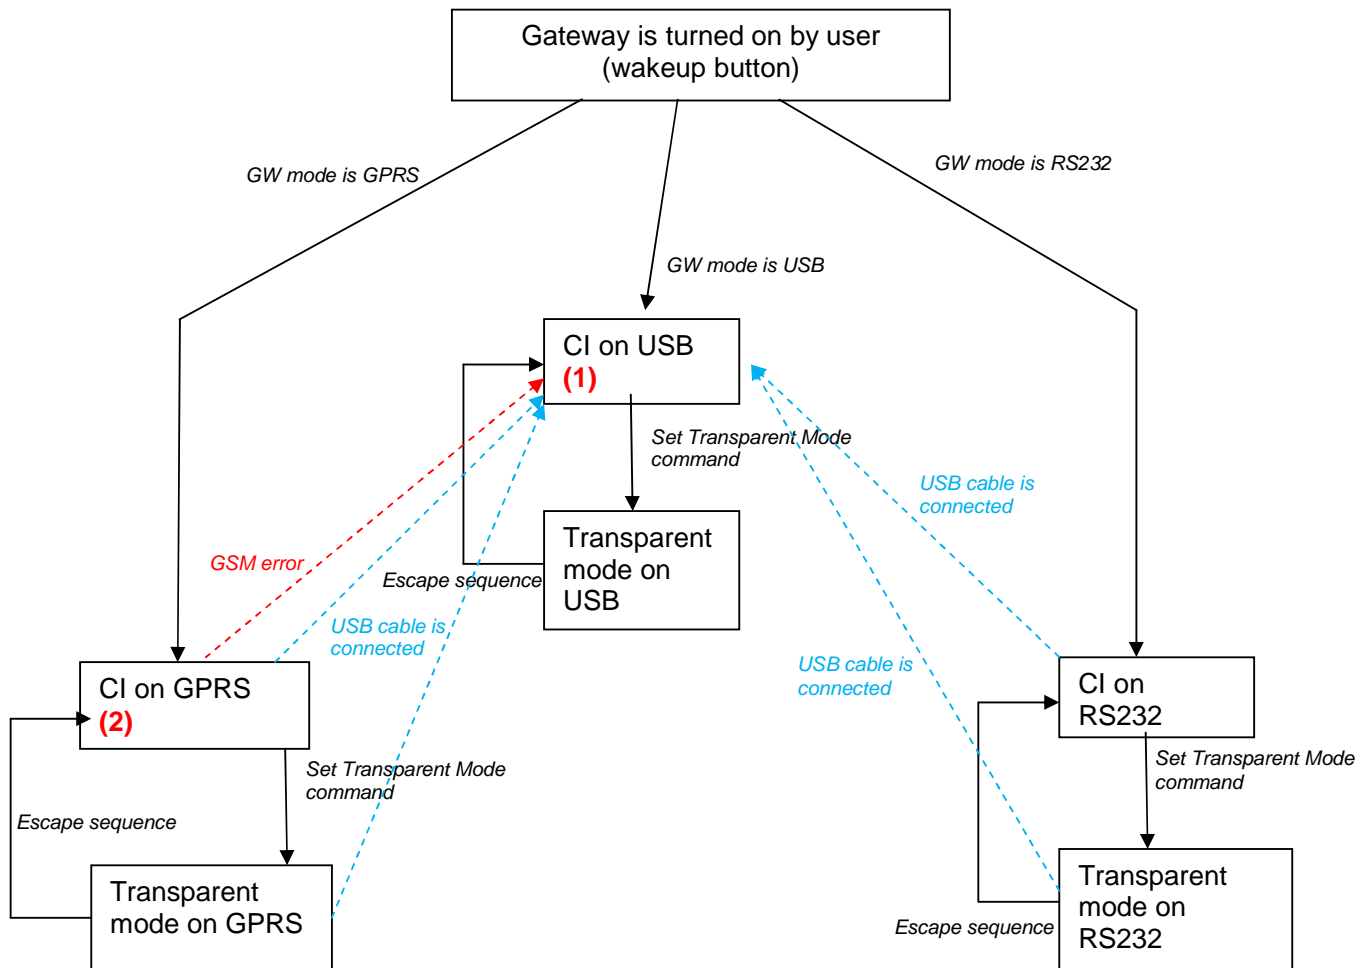 Gateway is turned on by user
(wakeup button)
GW mode is GPRS
GW mode is RS232
GW mode is USB
CI on USB
(1)
Set Transparent Mode
command
USB cable is
connected
Transparent
mode on
USB
GSM error
Escape sequence
USB cable is
connected
USB cable is
connected
CI on GPRS
(2)
CI on
RS232
Set Transparent Mode
command
Set Transparent Mode
command
Escape sequence
Transparent
mode on GPRS
Transparent
mode on
RS232
Escape sequence